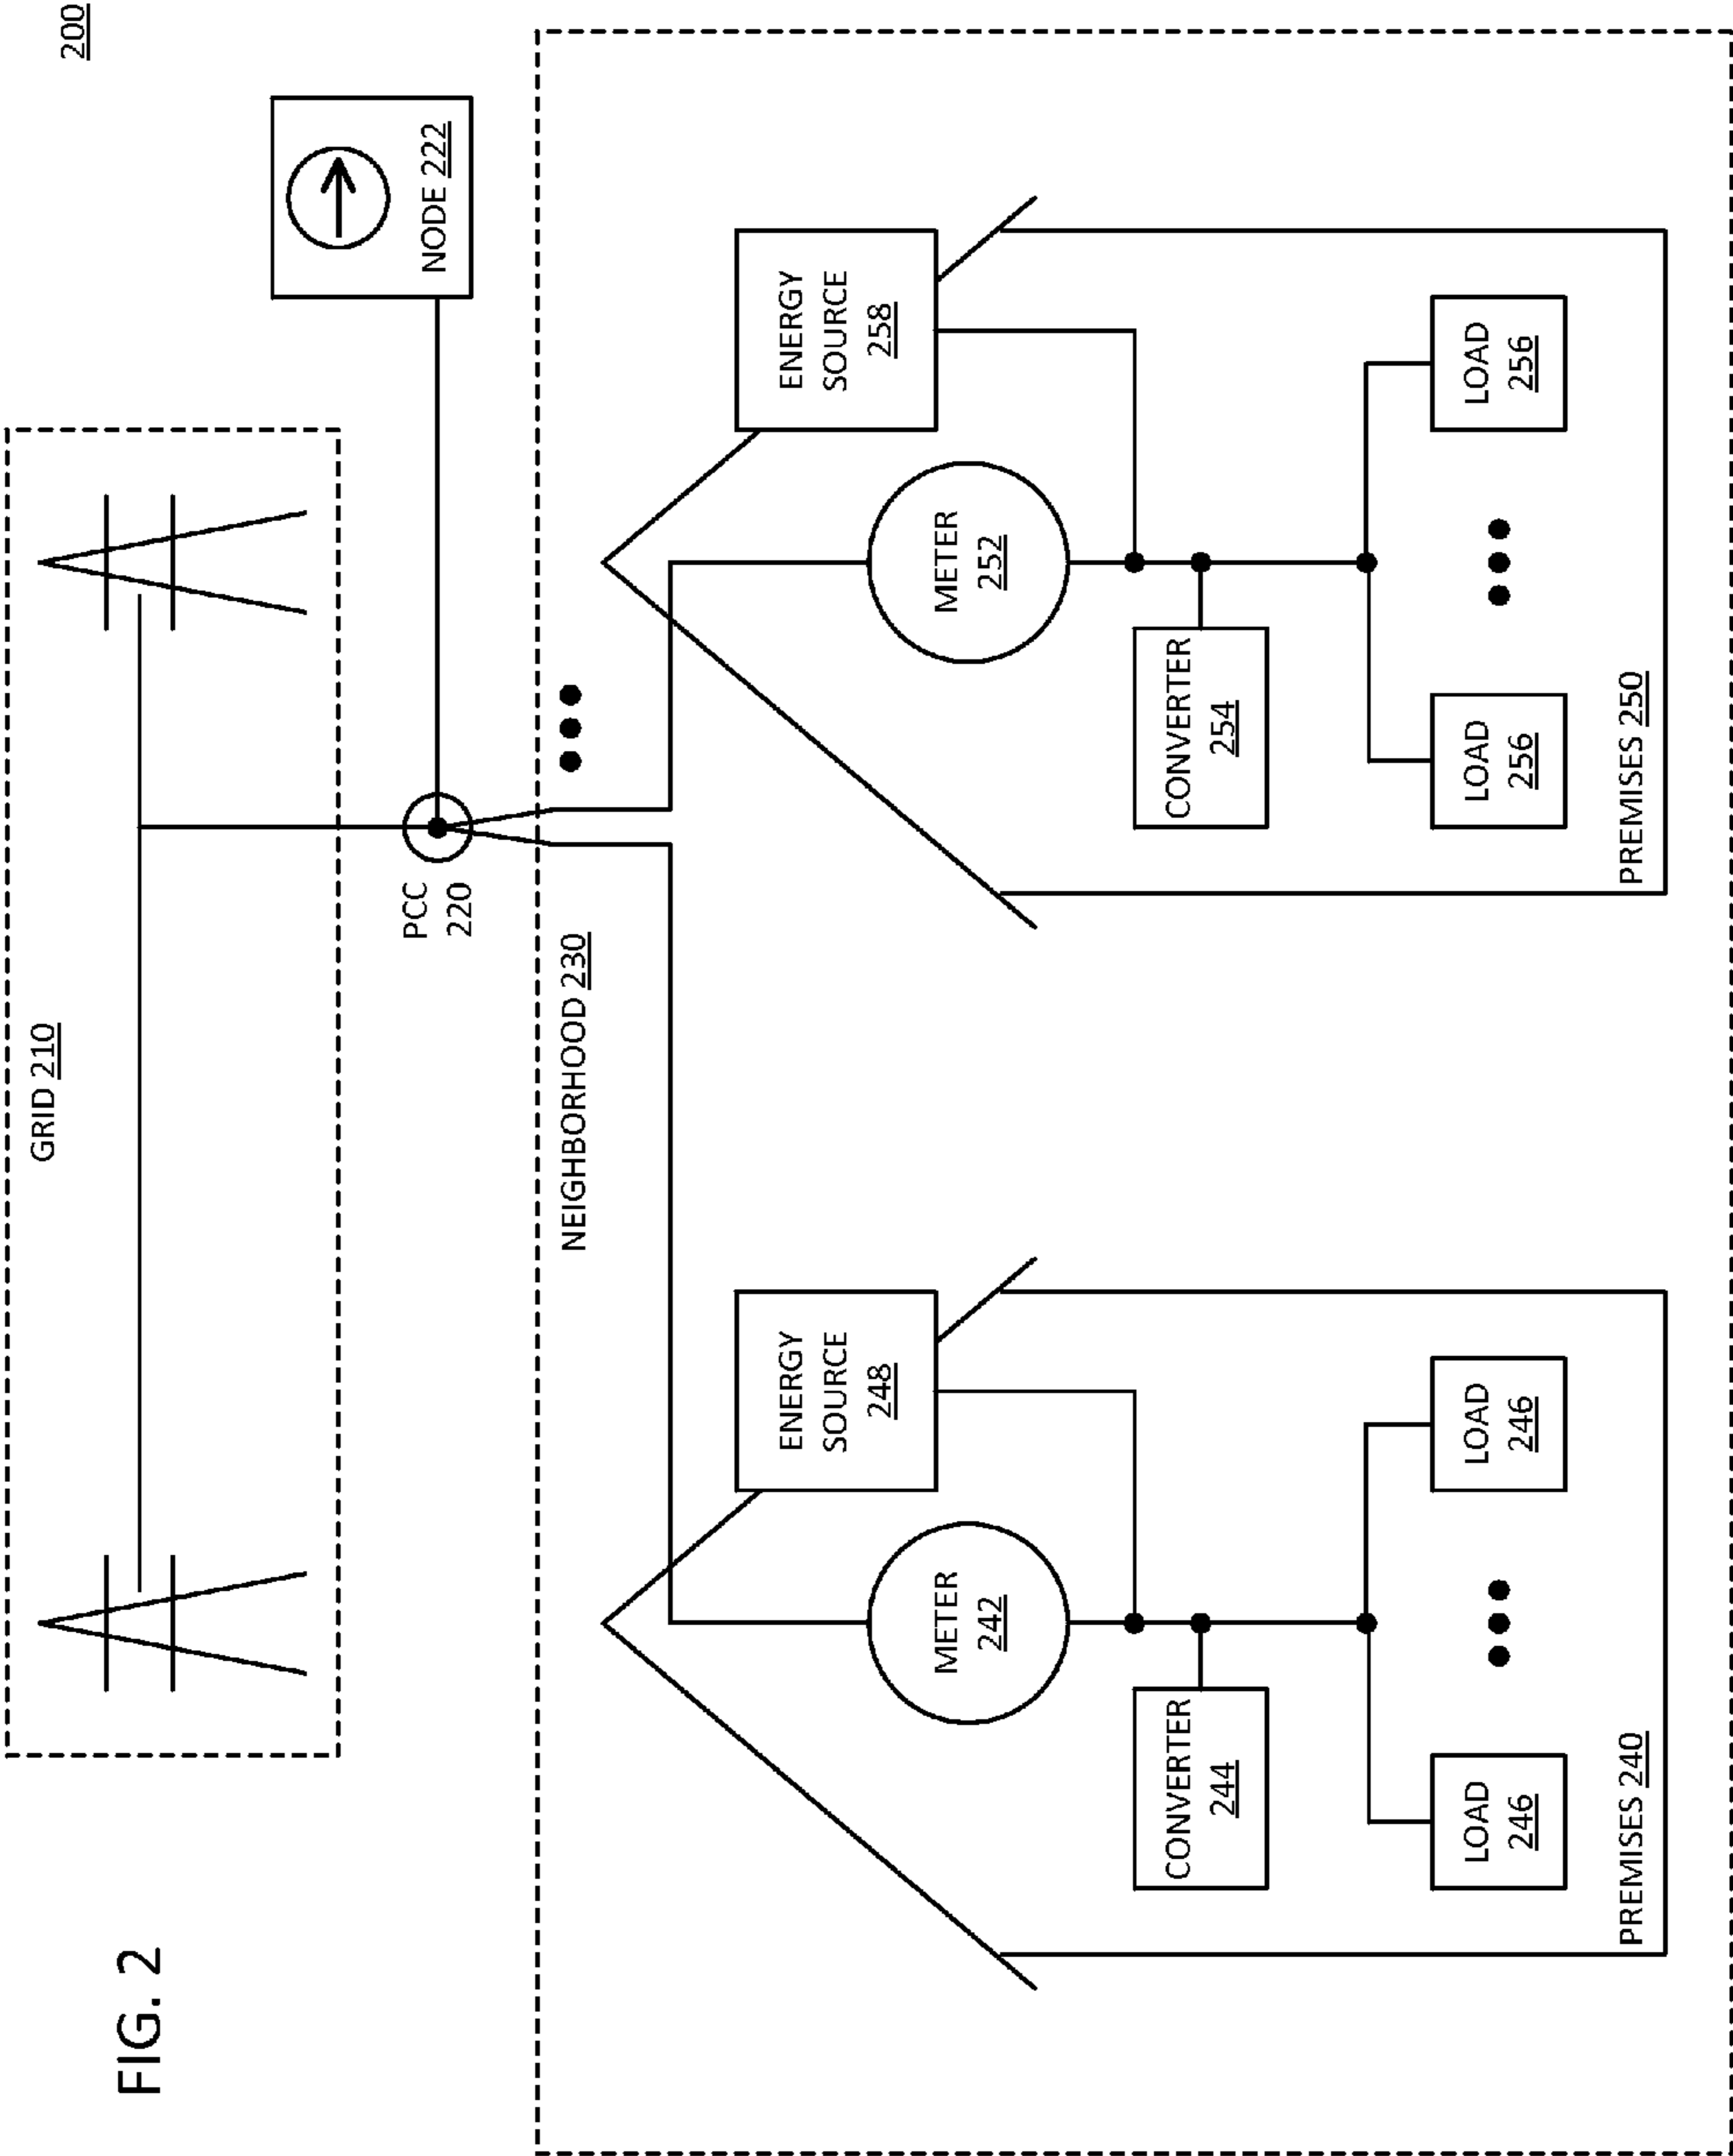 FIG. 2
200
GRID 210
PCC
220
NODE 222
NEIGHBORHOOD 230
ENERGY
SOURCE
248
METER
242
CONVERTER
244
LOAD
246
LOAD
246
PREMISES 240
ENERGY
SOURCE
258
METER
252
CONVERTER
254
LOAD
256
LOAD
256
PREMISES 250